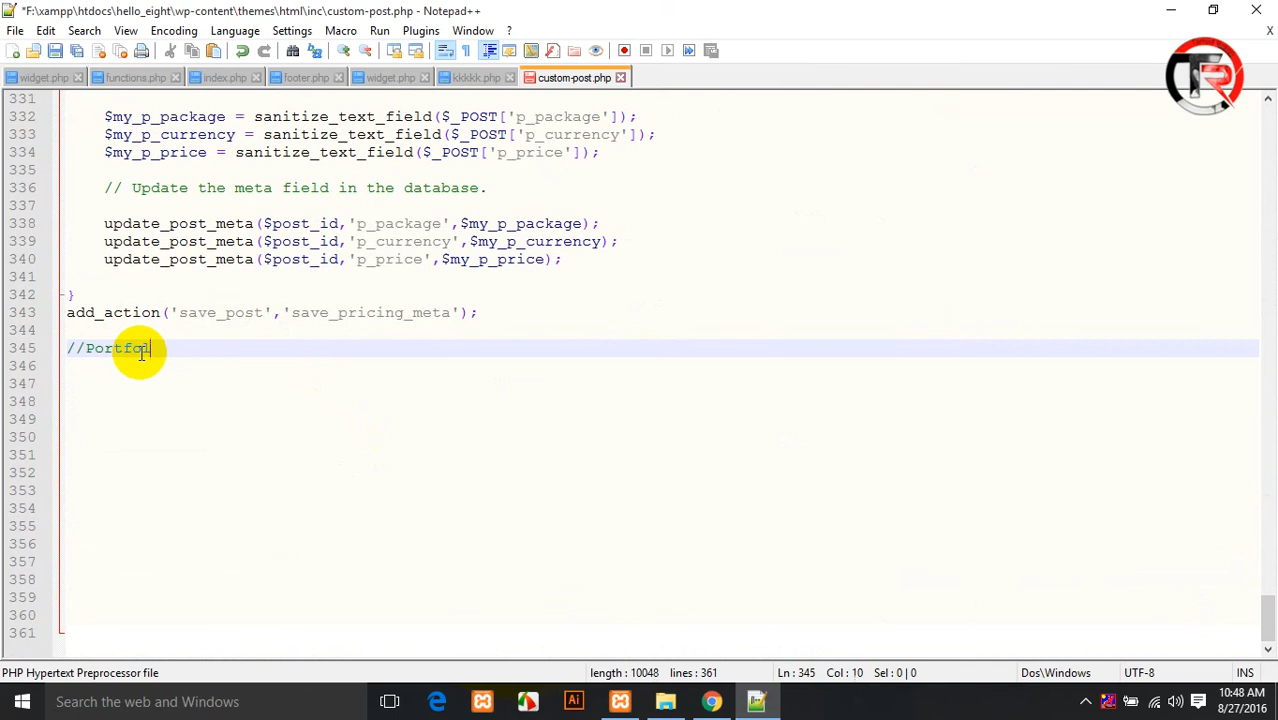 *F:\xampp\htdocs\hello_eight\wp-content\themes\html\inc\custom-post.php - Notepad++
File Edit Search View Encoding Language Settings Macro Run Plugins Window ? X
widget.php functions.php index.php footer.php widget.php kkkkk.php custom-post.php
TR
331
332 $my_p_package = sanitize_text_field($_POST['p_package']);
333 $my_p_currency = sanitize_text_field($_POST['p_currency']);
334 $my_p_price = sanitize_text_field($_POST['p_price']);
335
336 // Update the meta field in the database.
337
338 update_post_meta($post_id,'p_package',$my_p_package);
339 update_post_meta($post_id,'p_currency',$my_p_currency);
340 update_post_meta($post_id,'p_price',$my_p_price);
341
342 }
343 add_action('save_post','save_pricing_meta');
344
345 //Portfol
346
347
348
349
350
351
352
353
354
355
356
357
358
359
360
361
PHP Hypertext Preprocessor file length : 10048 lines : 361 Ln : 345 Col : 10 Sel : 0 | 0 Dos\Windows UTF-8 INS
Search the web and Windows Ai 10:48 AM
8/27/2016